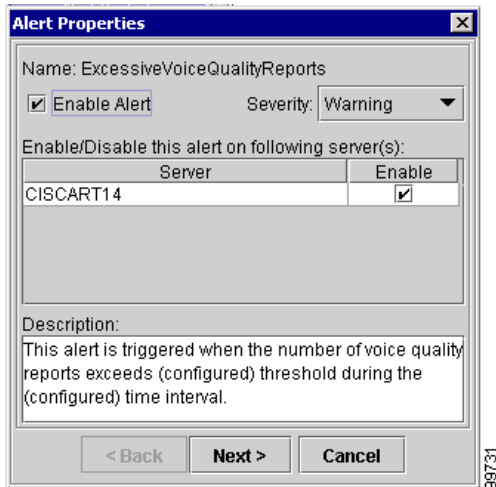 Alert Properties
Name: ExcessiveVoiceQualityReports
Enable Alert Severity: Warning
Enable/Disable this alert on following server(s):
Server Enable
CISCART14
Description:
This alert is triggered when the number of voice quality
reports exceeds (configured) threshold during the
(configured) time interval.
< Back Next > Cancel
99731